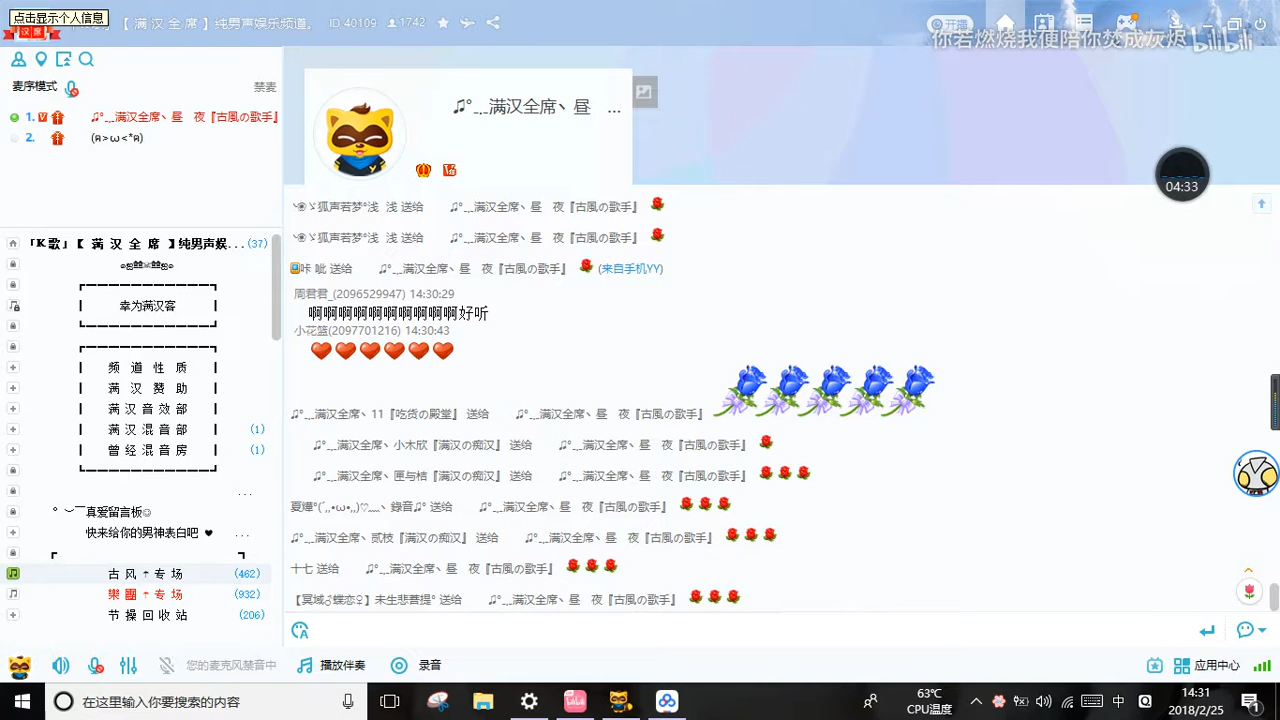 点击显示个人信息
【 满 汉 全 席 】纯男声娱乐频道。 ID 40109 1742
开播
你若燃烧我便陪你焚成灰烬
bilibili
汉席
麦序模式
禁麦
1. ♫°﹎满汉全席丶昼 夜『古風の歌手』
2. (ฅ>ω<*ฅ)
♫°﹎满汉全席丶昼 ...
04:33
「K歌」【 满 汉 全 席 】纯男声娱... (37)
幸为满汉客
频 道 性 质
满 汉 赞 助
满 汉 音 效 部
满 汉 混 音 部 (1)
曾 经 混 音 房 (1)
...
真爱留言板☺
快来给你的男神表白吧 ♥ ...
古 风 ☂ 专 场 (462)
樂 團 ☂ 专 场 (932)
节 操 回 收 站 (206)
狐声若梦°浅 浅 送给 ♫°﹎满汉全席丶昼 夜『古風の歌手』
狐声若梦°浅 浅 送给 ♫°﹎满汉全席丶昼 夜『古風の歌手』
咔 呲 送给 ♫°﹎满汉全席丶昼 夜『古風の歌手』 (来自手机YY)
周君君_(2096529947) 14:30:29
啊啊啊啊啊啊啊啊啊啊好听
小花篮(2097701216) 14:30:43
♫°﹎满汉全席丶11『吃货の殿堂』 送给 ♫°﹎满汉全席丶昼 夜『古風の歌手』
♫°﹎满汉全席丶小木欣『满汉の痴汉』 送给 ♫°﹎满汉全席丶昼 夜『古風の歌手』
♫°﹎满汉全席丶匣与桔『满汉の痴汉』 送给 ♫°﹎满汉全席丶昼 夜『古風の歌手』
夏燁°(´,,•ω•,,)♡﹏丶錄音♫° 送给 ♫°﹎满汉全席丶昼 夜『古風の歌手』
♫°﹎满汉全席丶贰枝『满汉の痴汉』 送给 ♫°﹎满汉全席丶昼 夜『古風の歌手』
十七 送给 ♫°﹎满汉全席丶昼 夜『古風の歌手』
【冥域♂蝶恋♀】未生悲菩提° 送给 ♫°﹎满汉全席丶昼 夜『古風の歌手』
您的麦克风禁音中
播放伴奏
录音
应用中心
在这里输入你要搜索的内容
63℃
CPU温度
中
14:31
2018/2/25
1